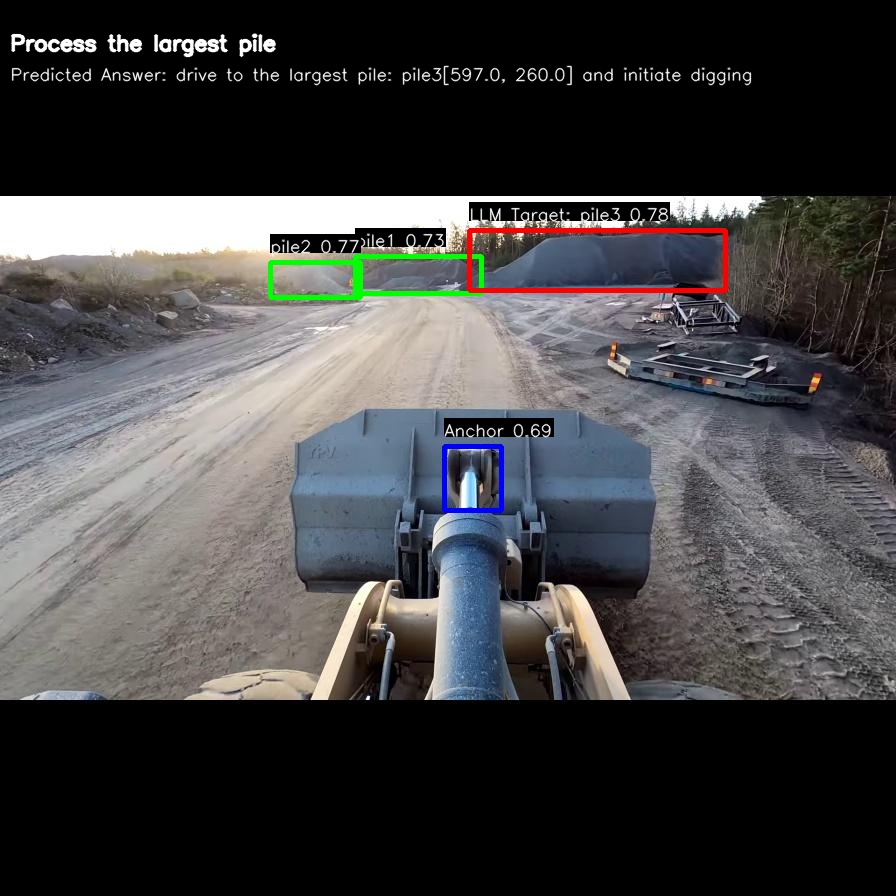 Process the largest pile
Predicted Answer: drive to the largest pile: pile3[597.0, 260.0] and initiate digging
LLM Target: pile3 0.78
pile2 0.77 pile1 0.73
Anchor 0.69